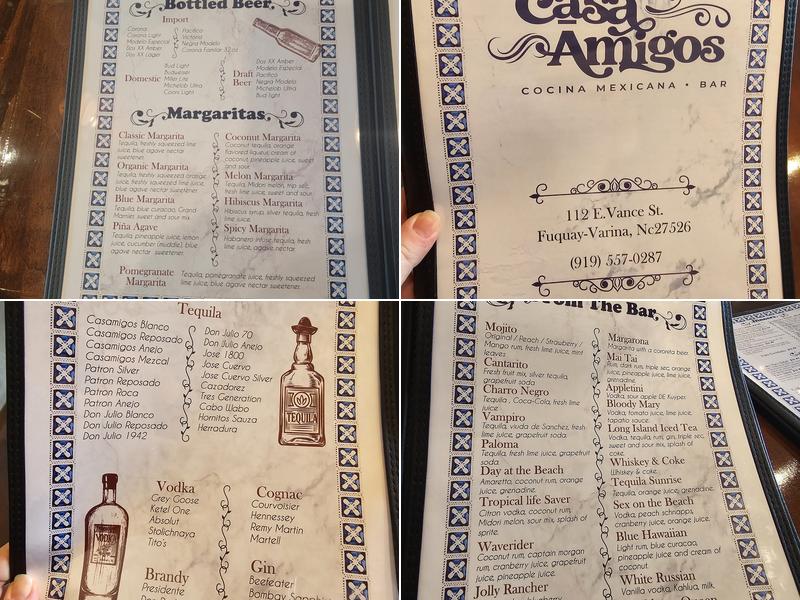 Bottled Beer
Import
Corona
Corona Light
Modelo Especial
Dos XX Amber
Dos XX Lager
Pacifico
Victoria
Negra Modelo
Corona Familiar 32 oz
Domestic
Bud Light
Budweiser
Miller Lite
Michelob Ultra
Coors Light
Draft
Beer
Dos XX Amber
Modelo Especial
Pacifico
Negra Modelo
Michelob Ultra
Bud Light
Margaritas
Classic Margarita
Tequila, freshly squeezed lime
juice, blue agave nectar
sweetener.
Organic Margarita
Tequila, freshly squeezed orange
juice, freshly squeezed lime juice,
blue agave nectar sweetener.
Blue Margarita
Tequila, blue curacao, Grand
Marnier, sweet and sour mix.
Piña Agave
Tequila, pineapple juice, lemon
juice, cucumber (muddle), blue
agave nectar sweetener.
Coconut Margarita
Coconut tequila, orange
flavored liqueur, cream of
coconut, pineapple juice, sweet
and sour.
Melon Margarita
Tequila, Midori melon, trip sec,
fresh lime juice, sweet and sour.
Hibiscus Margarita
Hibiscus syrup, silver tequila, fresh
lime juice.
Spicy Margarita
Habanero infuse tequila, fresh
lime juice, agave nectar.
Pomegranate
Margarita
Tequila, pomegranate juice, freshly squeezed
lime juice, blue agave nectar sweetener.
Casa
Amigos
COCINA MEXICANA • BAR
112 E.Vance St.
Fuquay-Varina, Nc27526
(919) 557-0287
Tequila
Casamigos Blanco
Casamigos Reposado
Casamigos Anejo
Casamigos Mezcal
Patron Silver
Patron Reposado
Patron Roca
Patron Anejo
Don Julio Blanco
Don Julio Reposado
Don Julio 1942
Don Julio 70
Don Julio Anejo
Jose 1800
Jose Cuervo
Jose Cuervo Silver
Cazadorez
Tres Generation
Cabo Wabo
Hornitos Sauza
Herradura
TEQUILA
VODKA
Vodka
Grey Goose
Ketel One
Absolut
Stolichnaya
Tito's
Cognac
Courvoisier
Hennessey
Remy Martin
Martell
Brandy
Presidente
Gin
Beefeater
Bombay Sapphire
From The Bar
Mojito
Original / Peach / Strawberry /
Mango rum, fresh lime juice, mint
leaves.
Cantarito
Fresh fruit mix, silver tequila,
grapefruit soda.
Charro Negro
Tequila , Coca-Cola, fresh lime
juice
Vampiro
Tequila, viuda de Sanchez, fresh
lime juice, grapefruit soda.
Paloma
Tequila, fresh lime juice, grapefruit
soda.
Day at the Beach
Amaretto, coconut rum, orange
juice, grenadine.
Tropical life Saver
Citron vodka, coconut rum,
Midori melon, sour mix, splash of
sprite.
Waverider
Coconut rum, captain morgan
rum, cranberry juice, grapefruit
juice, pineapple juice.
Jolly Rancher
Margarona
Margarita with a coronita beer.
Mai Tai
Rum, dark rum, triple sec, orange
juice, pineapple juice, lime juice,
grenadine.
Appletini
Vodka, sour apple DE Kuyper.
Bloody Mary
Vodka, tomato juice, lime juice,
tapatio sauce.
Long Island Iced Tea
Vodka, tequila, rum, gin, triple sec,
sweet and sour mix, splash of
coke.
Whiskey & Coke
Whiskey & coke.
Tequila Sunrise
Tequila, orange juice, grenadine.
Sex on the Beach
Vodka, peach schnapps,
cranberry juice, orange juice.
Blue Hawaiian
Light rum, blue curacao,
pineapple juice and cream of
coconut.
White Russian
Vanilla vodka, Kahlua, milk.